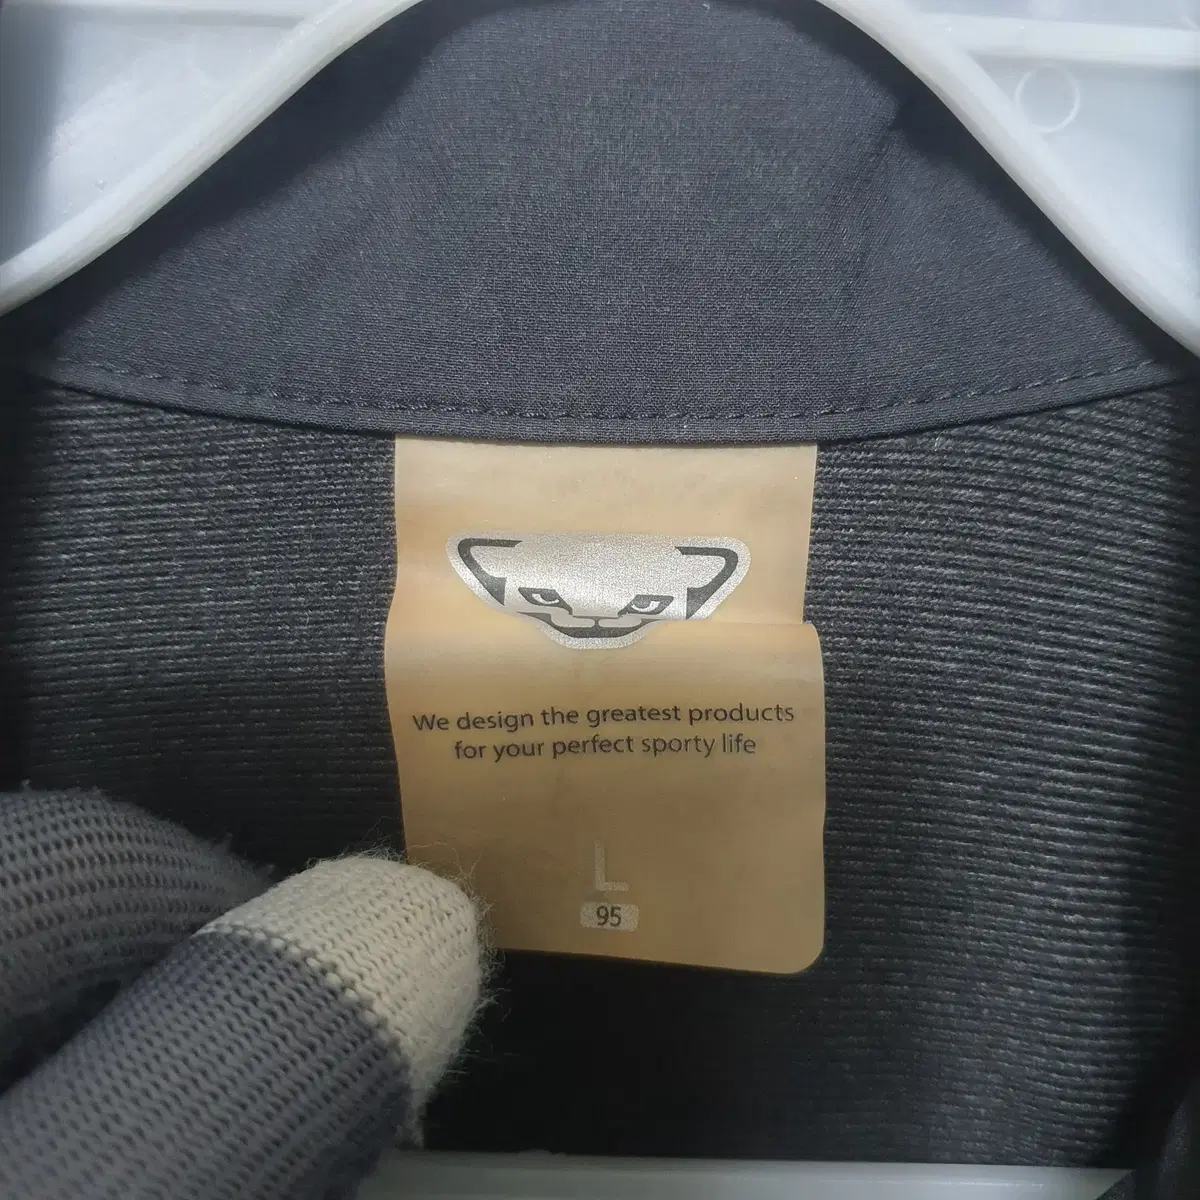 We design the greatest products
for your perfect sporty life
L
95